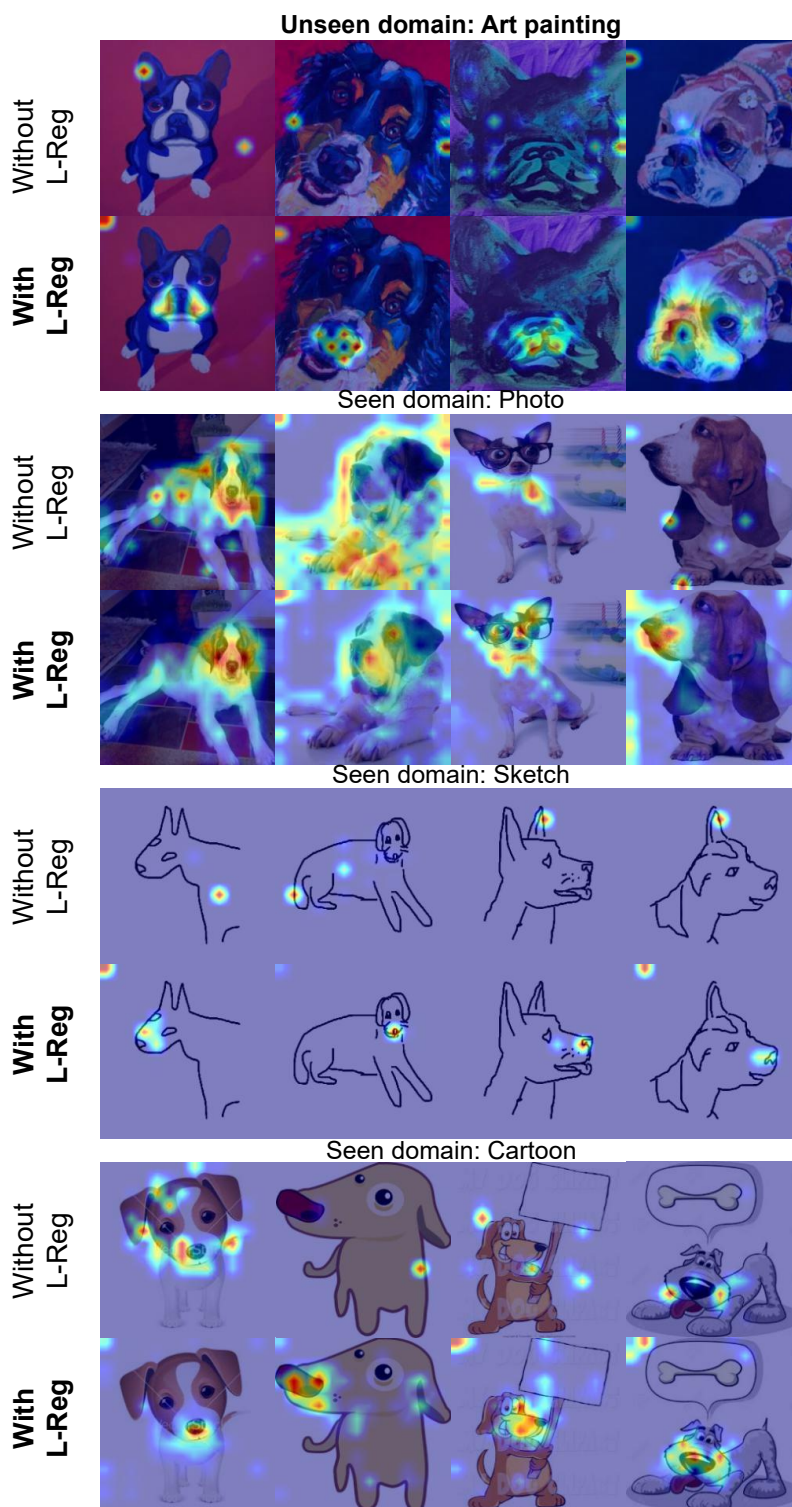 Unseen domain: Art painting
Without
L-Reg
With
L-Reg
Seen domain: Photo
Without
L-Reg
With
L-Reg
Seen domain: Sketch
Without
L-Reg
With
L-Reg
Seen domain: Cartoon
Without
L-Reg
With
L-Reg